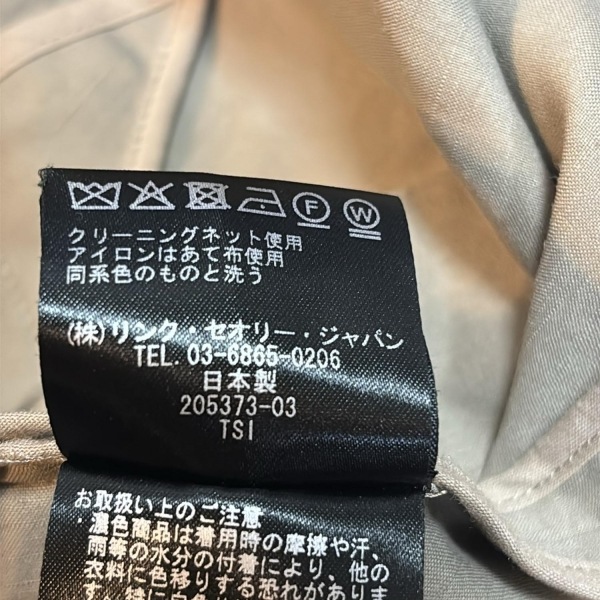 F W
クリーニングネット使用
アイロンはあて布使用
同系色のものと洗う
(株)リンク・セオリー・ジャパン
TEL. 03-6865-0206
日本製
205373-03
TSI
お取扱い上のご注意
・濃色商品は着用時の摩擦や汗、
雨等の水分の付着により、他の
衣料に色移りする恐れがありま